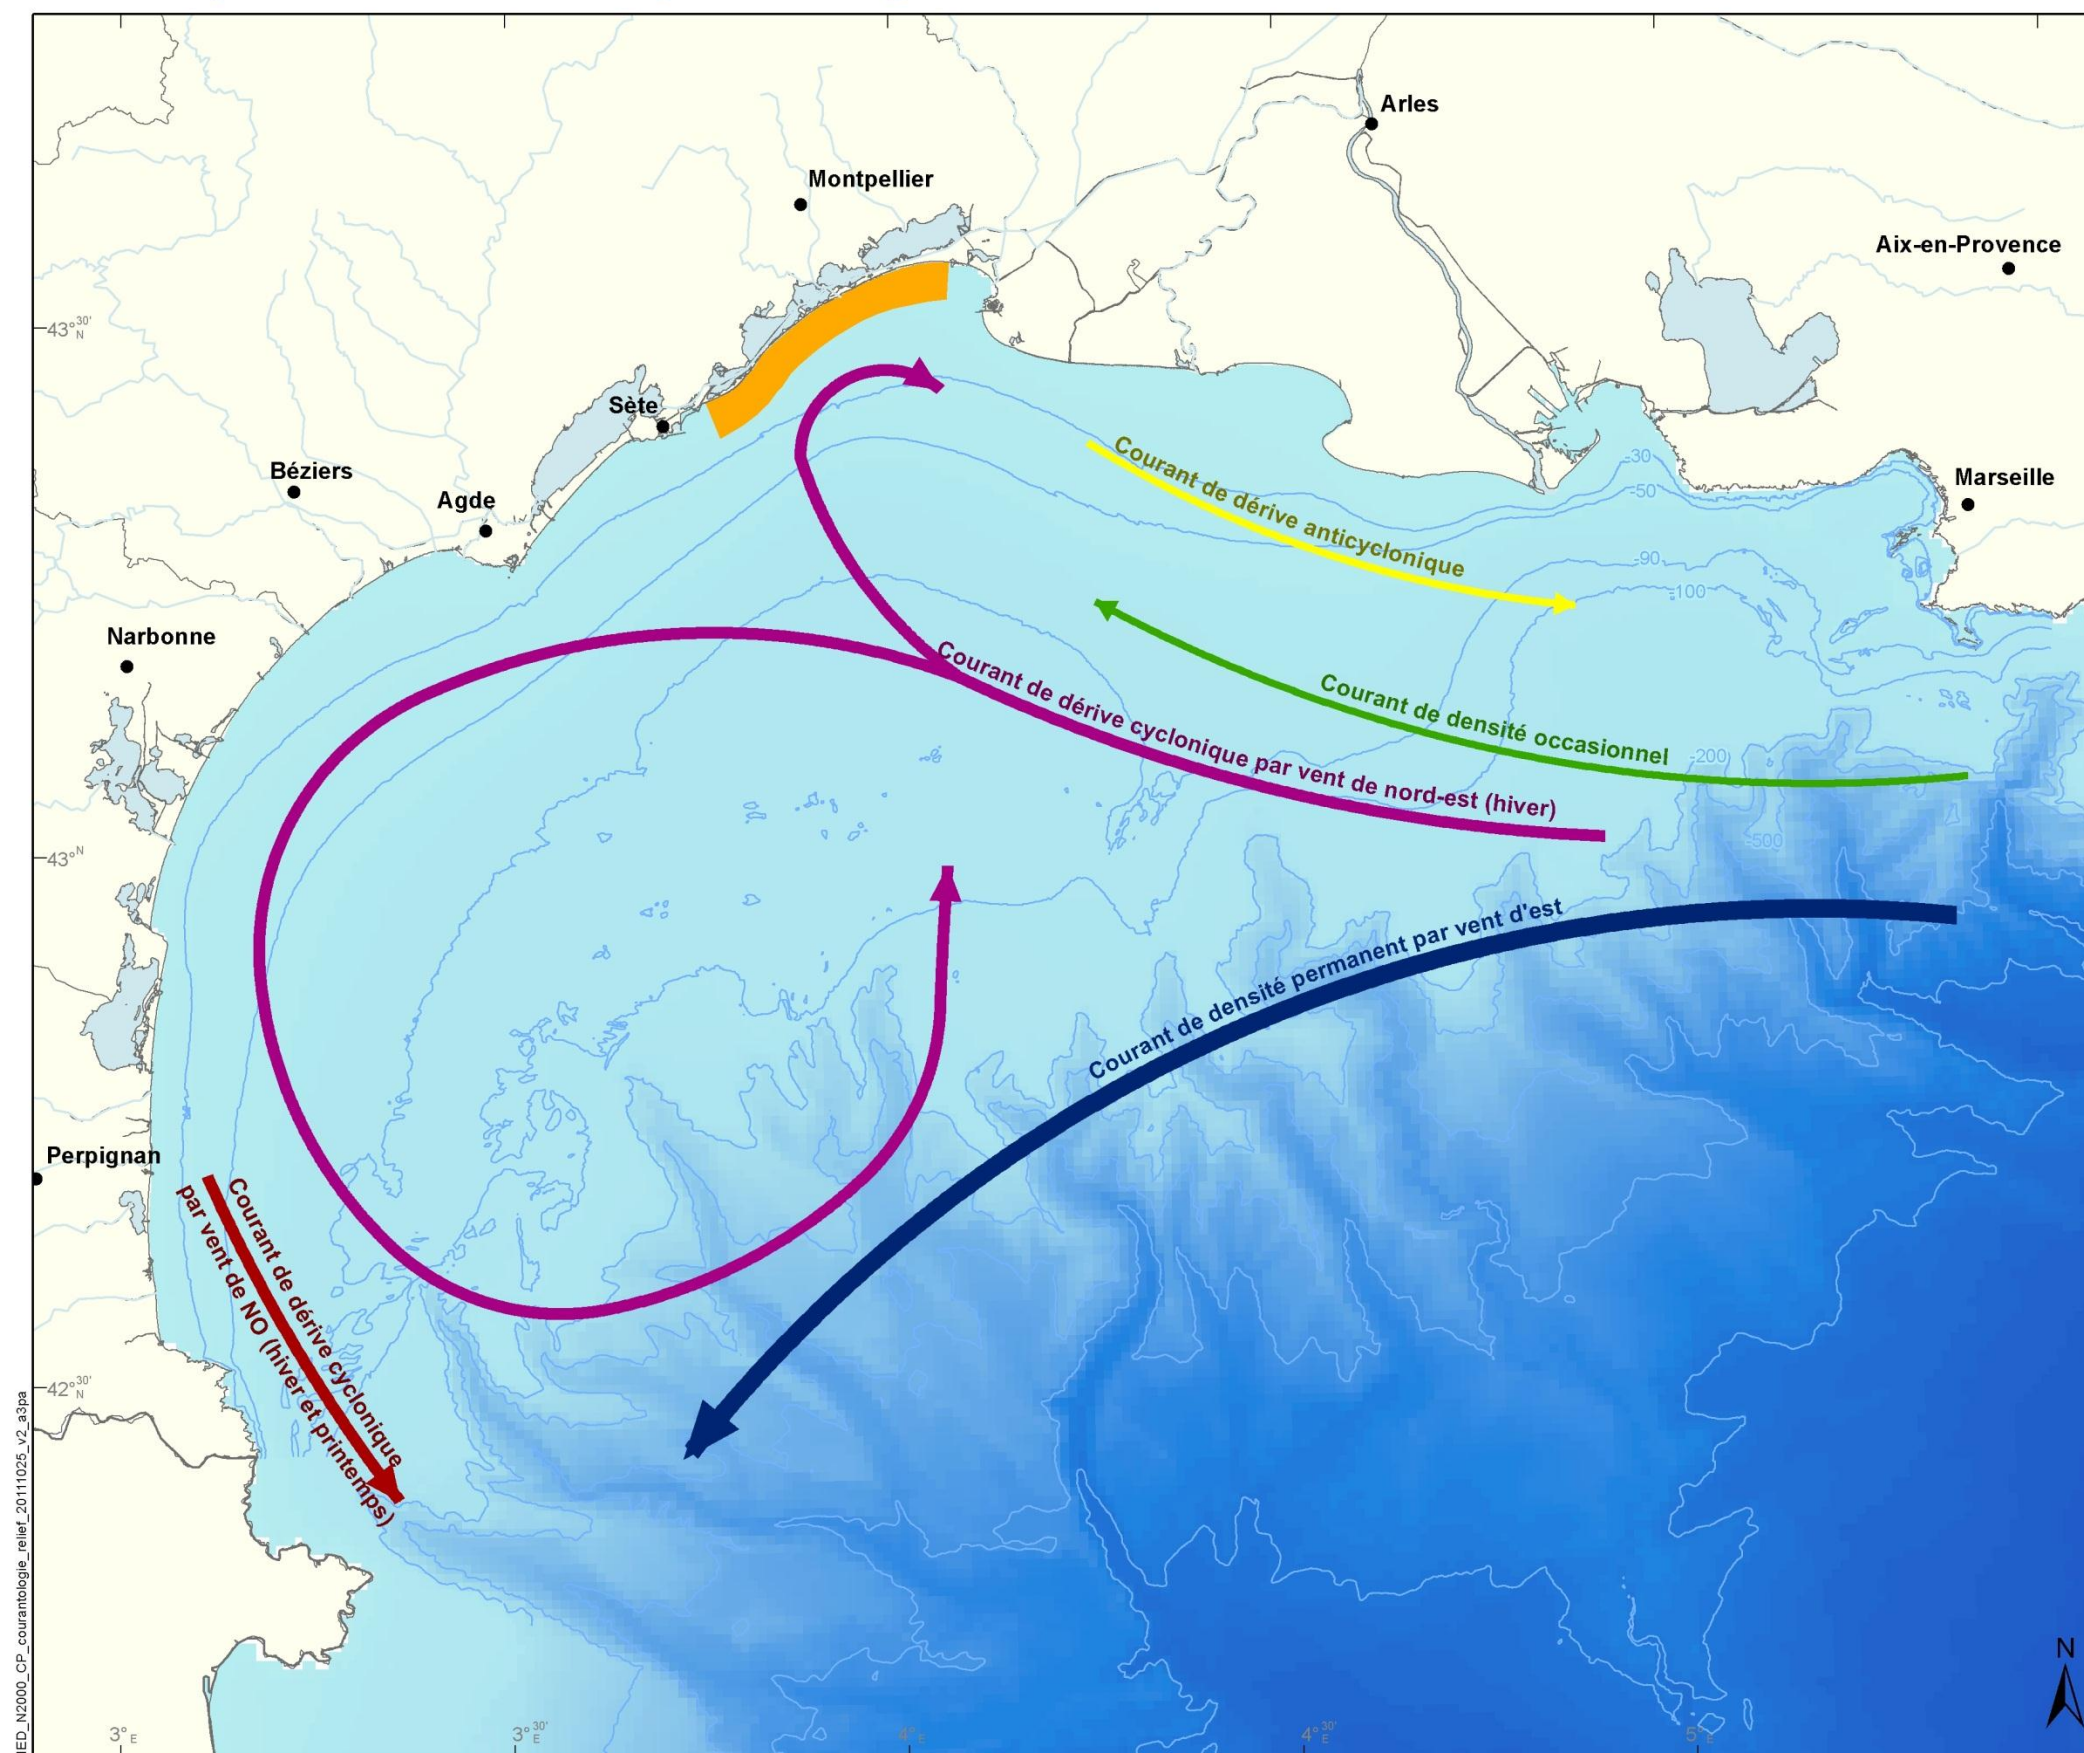 Arles
Montpellier
Aix-en-Provence
43°30' N
Sète
Marseille
Béziers
Agde
-30
-50
Courant de dérive anticyclonique
-90
-100
Narbonne
Courant de dérive cyclonique par vent de nord-est (hiver)
Courant de densité occasionnel
-200
-500
43° N
Courant de densité permanent par vent d'est
Perpignan
Courant de dérive cyclonique
par vent de NO (hiver et printemps)
42°30' N
IED_N2000_CP_courantologie_relief_20111025_v2_a3pa
N
3° E
3°30' E
4° E
4°30' E
5° E